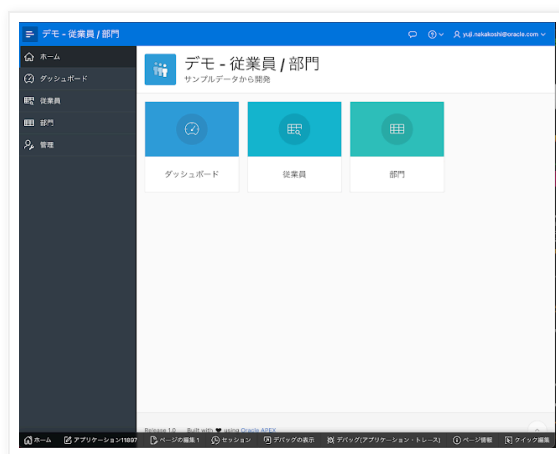 デモ - 従業員 / 部門
yuji.nakakoshi@oracle.com
ホーム
ダッシュボード
従業員
部門
管理
デモ - 従業員 / 部門
サンプルデータから開発
ダッシュボード
従業員
部門
Release 1.0 Built with ♥ using Oracle APEX
ホーム アプリケーション11897 ページの編集 1 セッション デバッグの表示 デバッグ(アプリケーション・トレース) ページ情報 クイック編集